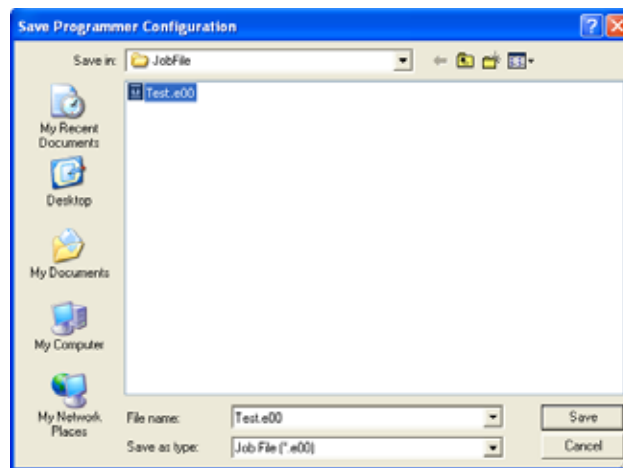 Save Programmer Configuration
Save in: JobFile
Test.e00
My Recent
Documents
Desktop
My Documents
My Computer
My Network
Places
File name: Test.e00 Save
Save as type: Job File (*.e00) Cancel